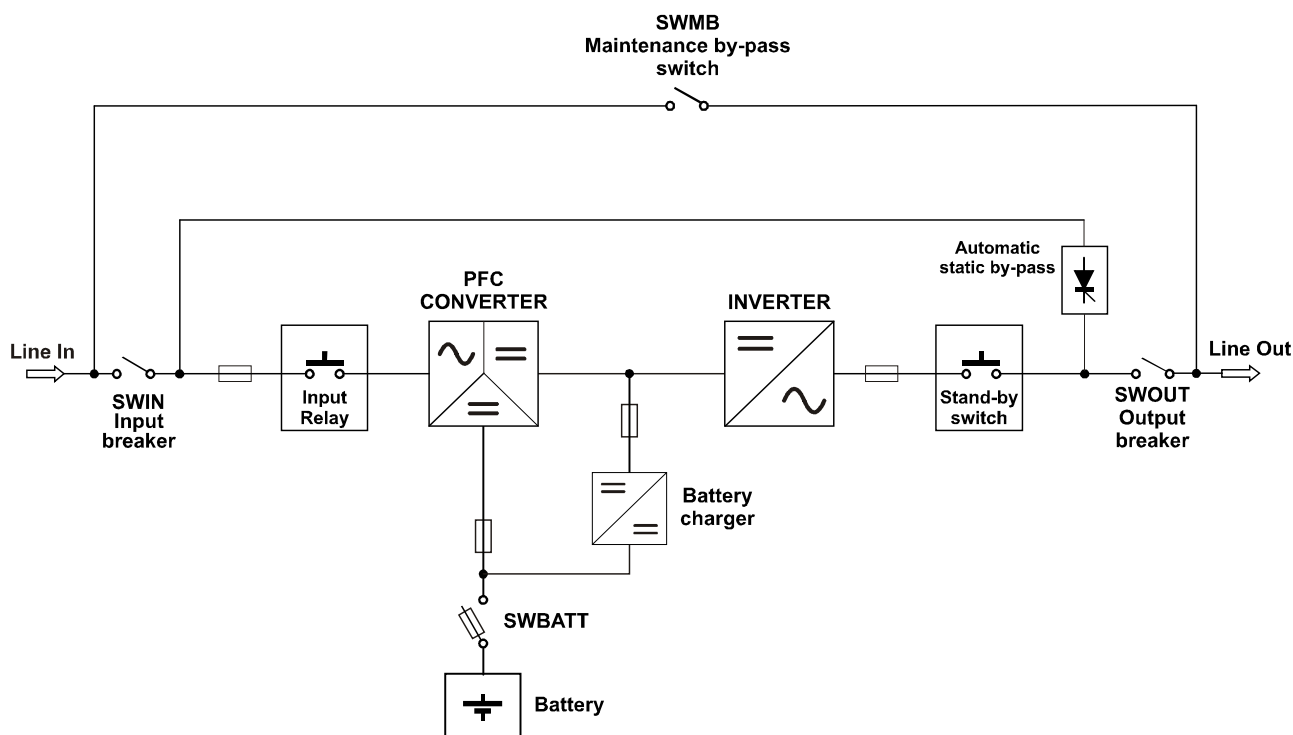 SWMB
Maintenance by-pass
switch
Automatic
static by-pass
PFC
CONVERTER
INVERTER
Line In
Line Out
SWIN
Input
breaker
Input
Relay
Stand-by
switch
SWOUT
Output
breaker
Battery
charger
SWBATT
Battery